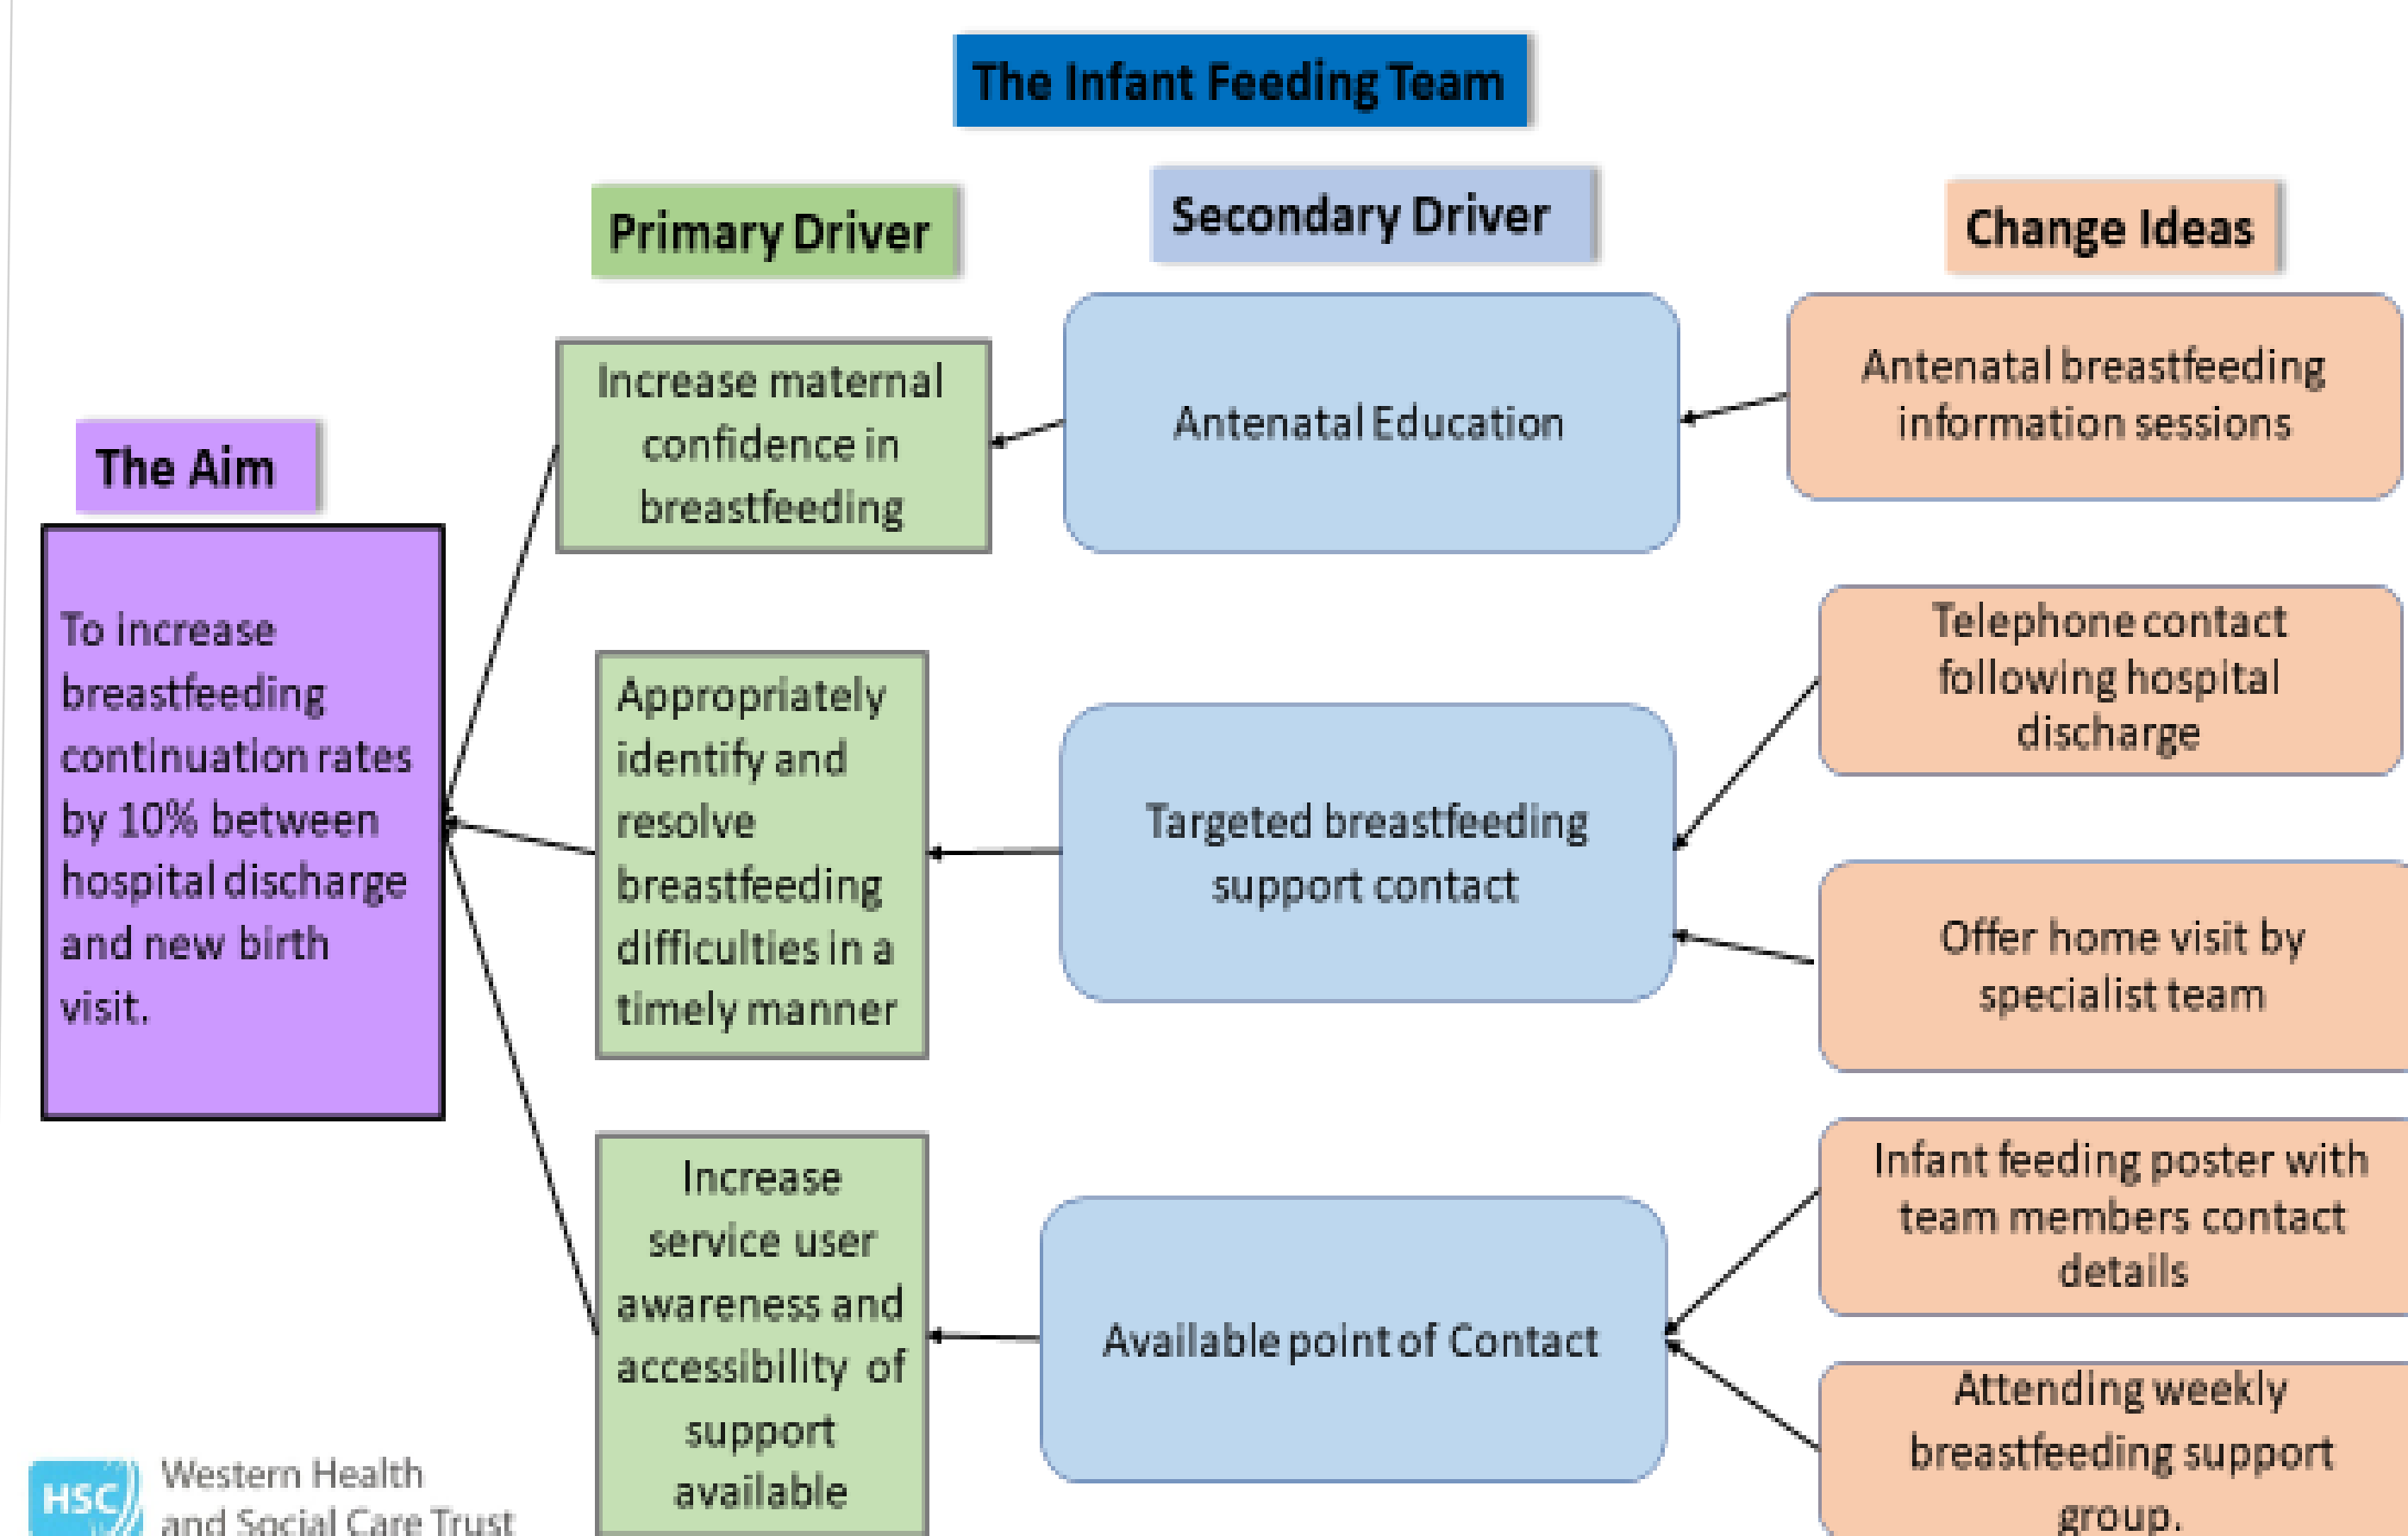 The Infant Feeding Team
Primary Driver
Secondary Driver
Change Ideas
The Aim
To increase
breastfeeding
continuation rates
by 10% between
hospital discharge
and new birth
visit.
Increase maternal
confidence in
breastfeeding
Antenatal Education
Antenatal breastfeeding
information sessions
Appropriately
identify and
resolve
breastfeeding
difficulties in a
timely manner
Targeted breastfeeding
support contact
Telephone contact
following hospital
discharge
Offer home visit by
specialist team
Increase
service user
awareness and
accessibility of
support
available
Available point of Contact
Infant feeding poster with
team members contact
details
Attending weekly
breastfeeding support
group.
HSC
Western Health
and Social Care Trust